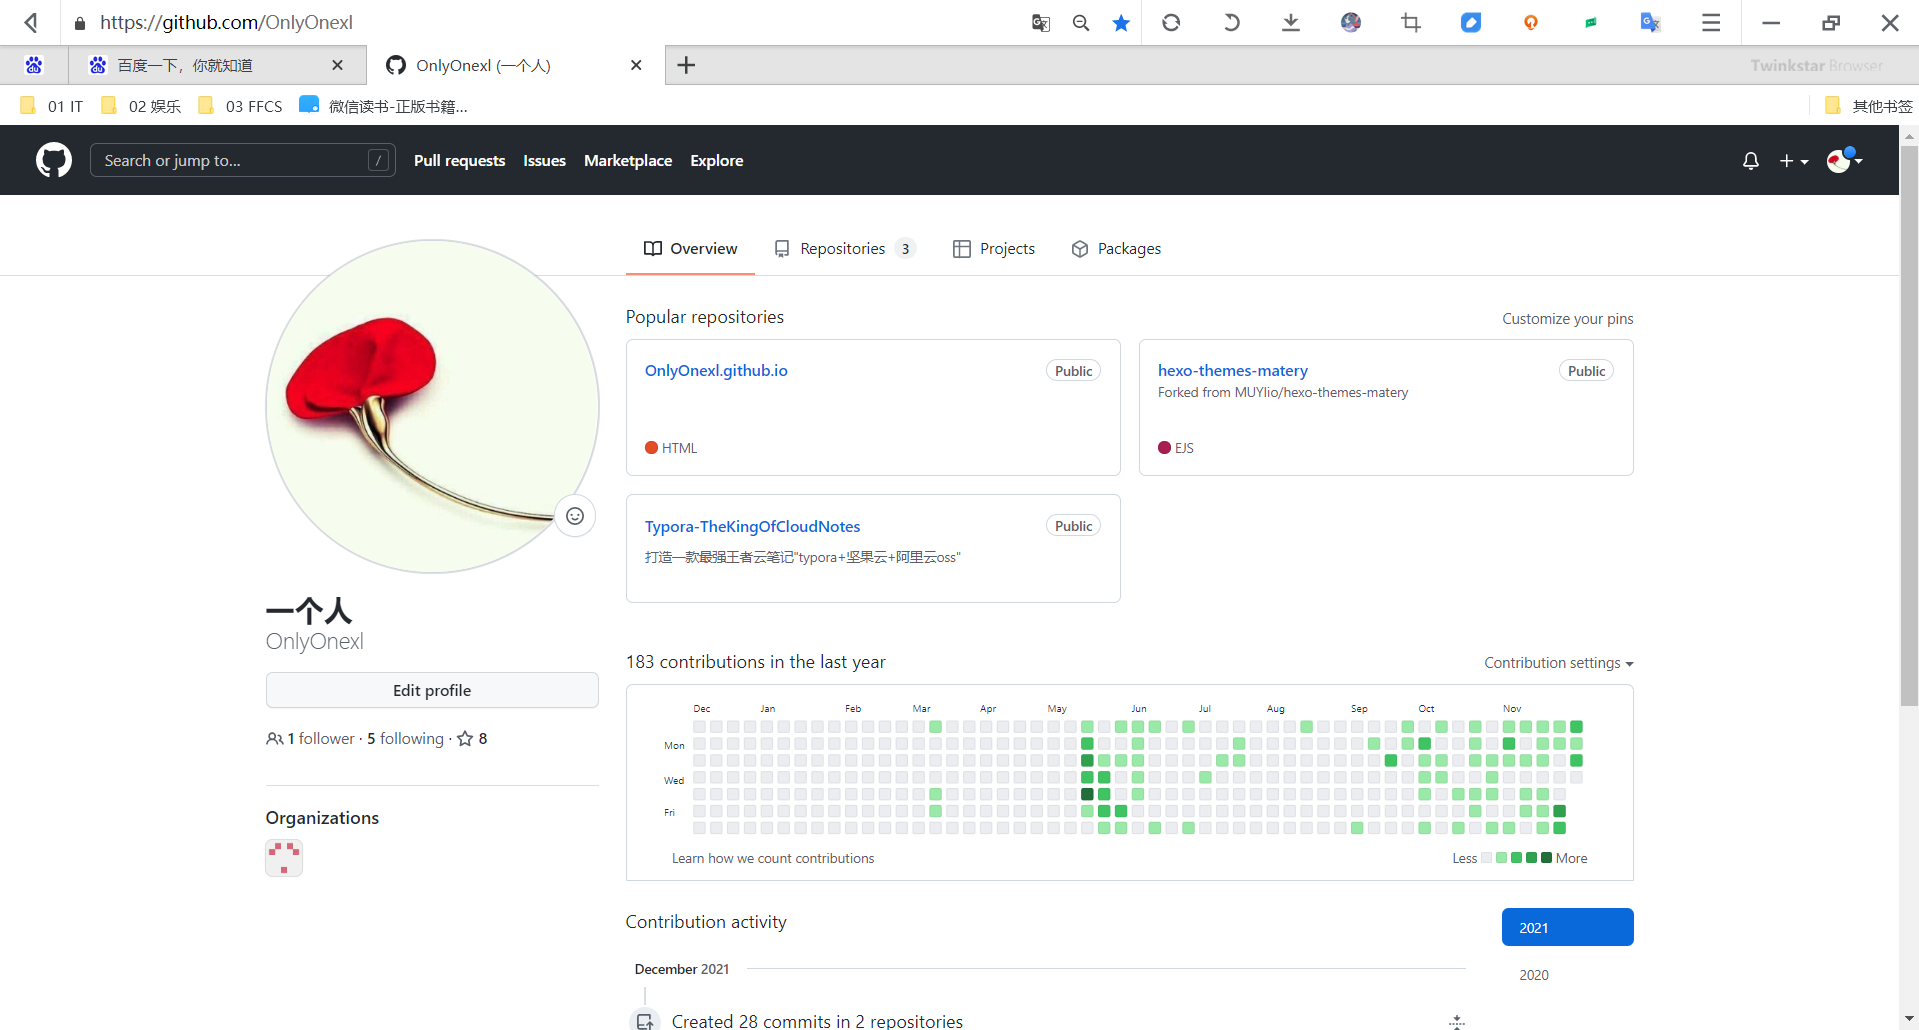 https://github.com/OnlyOnexl
百度一下，你就知道
OnlyOnexl (一个人)
Twinkstar Browser
01 IT
02 娱乐
03 FFCS
微信读书-正版书籍...
其他书签
Search or jump to...
/
Pull requests
Issues
Marketplace
Explore
Overview
Repositories 3
Projects
Packages
Popular repositories
Customize your pins
OnlyOnexl.github.io
Public
HTML
hexo-themes-matery
Public
Forked from MUYlio/hexo-themes-matery
EJS
Typora-TheKingOfCloudNotes
Public
打造一款最强王者云笔记"typora+坚果云+阿里云oss"
一个人
OnlyOnexl
Edit profile
1 follower · 5 following · 8
Organizations
183 contributions in the last year
Contribution settings
Dec Jan Feb Mar Apr May Jun Jul Aug Sep Oct Nov
Mon
Wed
Fri
Learn how we count contributions
Less
More
Contribution activity
2021
2020
December 2021
Created 28 commits in 2 repositories